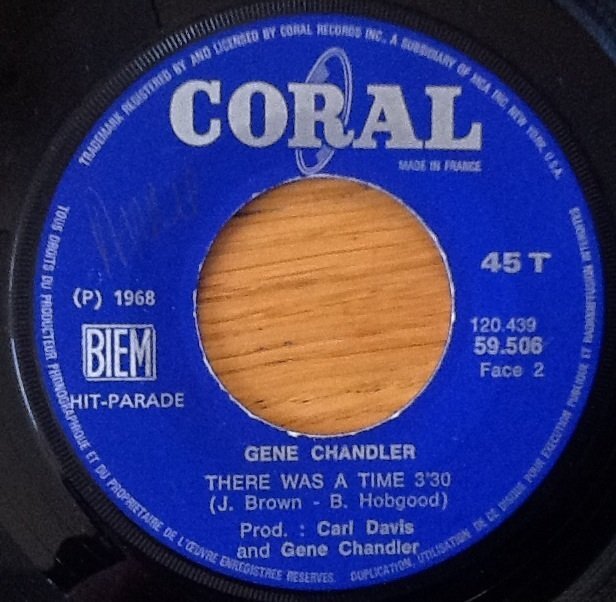 TRADEMARK REGISTERED BY AND LICENSED BY CORAL RECORDS INC., A SUBSIDIARY OF MCA INC. NEW YORK, U.S.A.
CORAL
MADE IN FRANCE
45 T
(P) 1968
BIEM
HIT-PARADE
120.439
59.506
Face 2
GENE CHANDLER
THERE WAS A TIME 3'30
(J. Brown - B. Hobgood)
Prod. : Carl Davis
and Gene Chandler
TOUS DROITS DU PRODUCTEUR PHONOGRAPHIQUE ET DU PROPRIETAIRE DE L'ŒUVRE ENREGISTREE RESERVES. DUPLICATION, UTILISATION DE CE DISQUE POUR EXECUTION PUBLIQUE ET RADIODIFFUSION INTERDITES